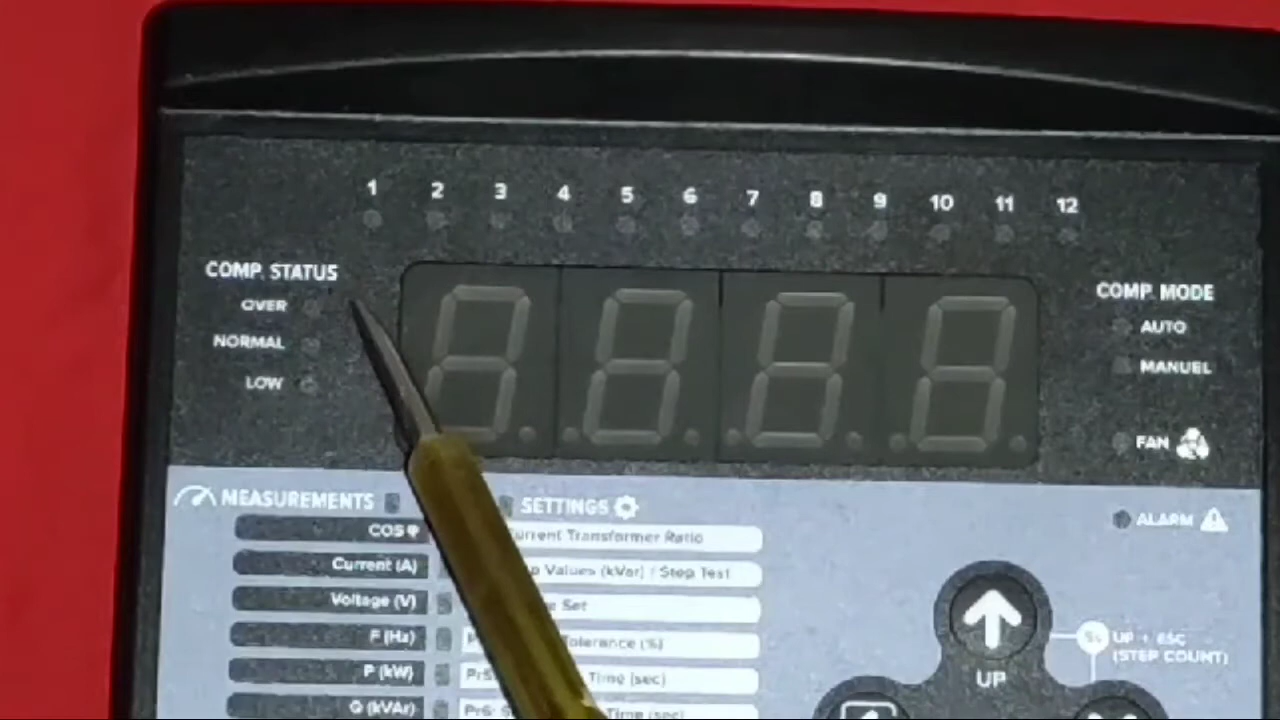 1 2 3 4 5 6 7 8 9 10 11 12
COMP. STATUS
OVER
NORMAL
LOW
COMP. MODE
AUTO
MANUEL
FAN
ALARM
MEASUREMENTS
COS φ
Current (A)
Voltage (V)
F (Hz)
P (kW)
Q (kVAr)
SETTINGS
urrent Transformer Ratio
p Values (kVar) / Step Test
e Set
Tolerance (%)
Time (sec)
Time (sec)
UP
UP + ESC
(STEP COUNT)